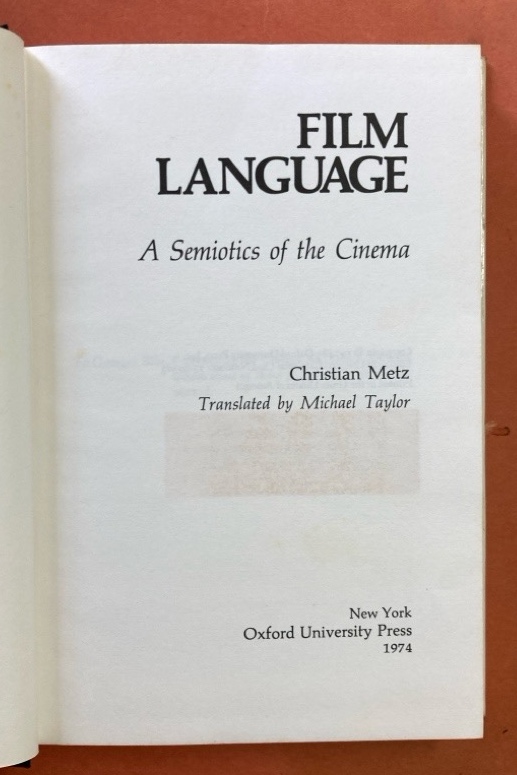 FILM
LANGUAGE
A Semiotics of the Cinema
Christian Metz
Translated by Michael Taylor
New York
Oxford University Press
1974